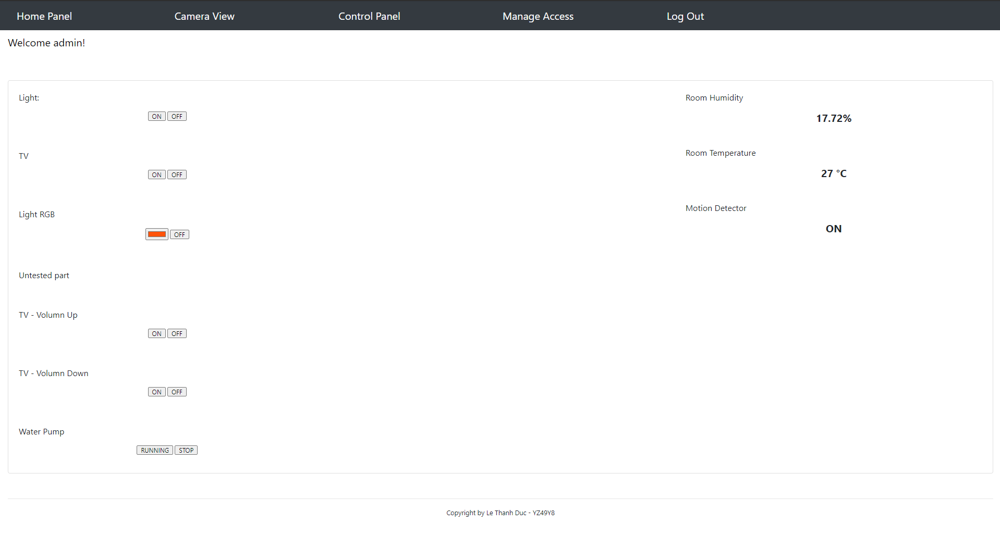 Home Panel Camera View Control Panel Manage Access Log Out
Welcome admin!
Light:
ON OFF
TV
ON OFF
Light RGB
OFF
Untested part
TV - Volumn Up
ON OFF
TV - Volumn Down
ON OFF
Water Pump
RUNNING STOP
Room Humidity
17.72%
Room Temperature
27 °C
Motion Detector
ON
Copyright by Le Thanh Duc - YZ49Y8